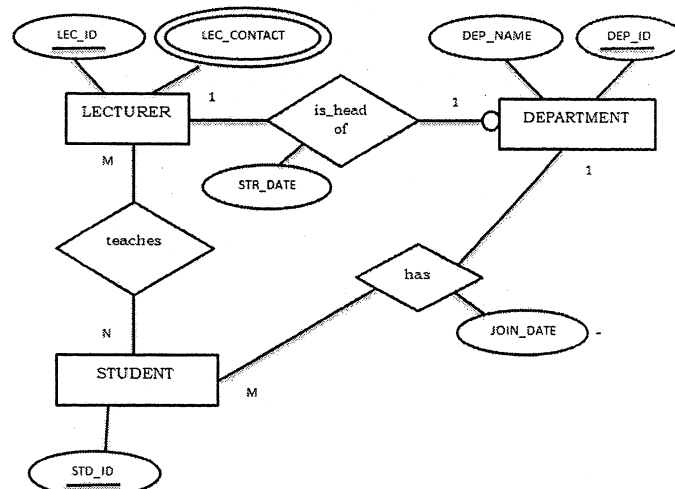 LEC_ID
LEC_CONTACT
DEP_NAME
DEP_ID
LECTURER
1
is_head
of
1
DEPARTMENT
M
STR_DATE
1
teaches
has
N
JOIN_DATE
-
STUDENT
M
STD_ID